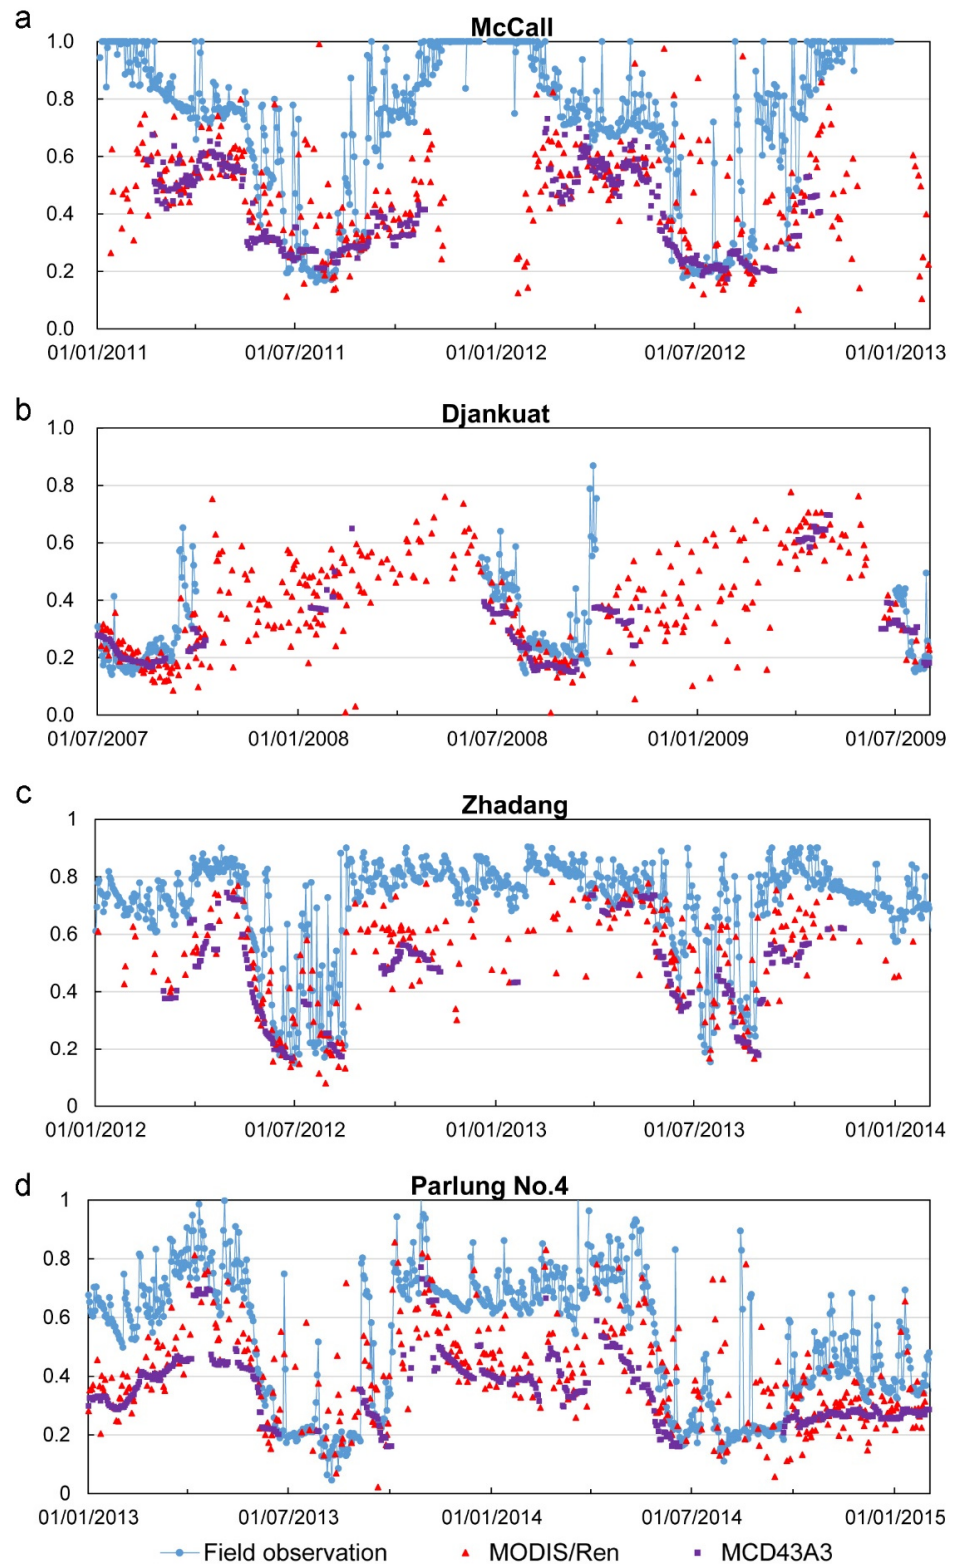 a
McCall
1.0
0.8
0.6
0.4
0.2
0.0
01/01/2011 01/07/2011 01/01/2012 01/07/2012 01/01/2013
b
Djankuat
1.0
0.8
0.6
0.4
0.2
0.0
01/07/2007 01/01/2008 01/07/2008 01/01/2009 01/07/2009
c
Zhadang
1
0.8
0.6
0.4
0.2
0
01/01/2012 01/07/2012 01/01/2013 01/07/2013 01/01/2014
d
Parlung No.4
1
0.8
0.6
0.4
0.2
0
01/01/2013 01/07/2013 01/01/2014 01/07/2014 01/01/2015
Field observation MODIS/Ren MCD43A3